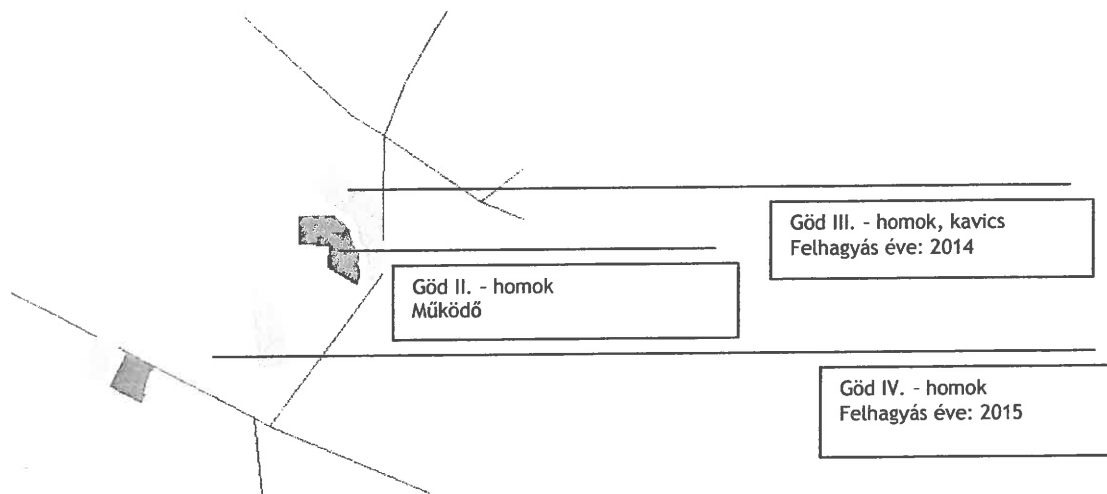 Göd III. - homok, kavics
Felhagyás éve: 2014
Göd II. - homok
Működő
Göd IV. - homok
Felhagyás éve: 2015